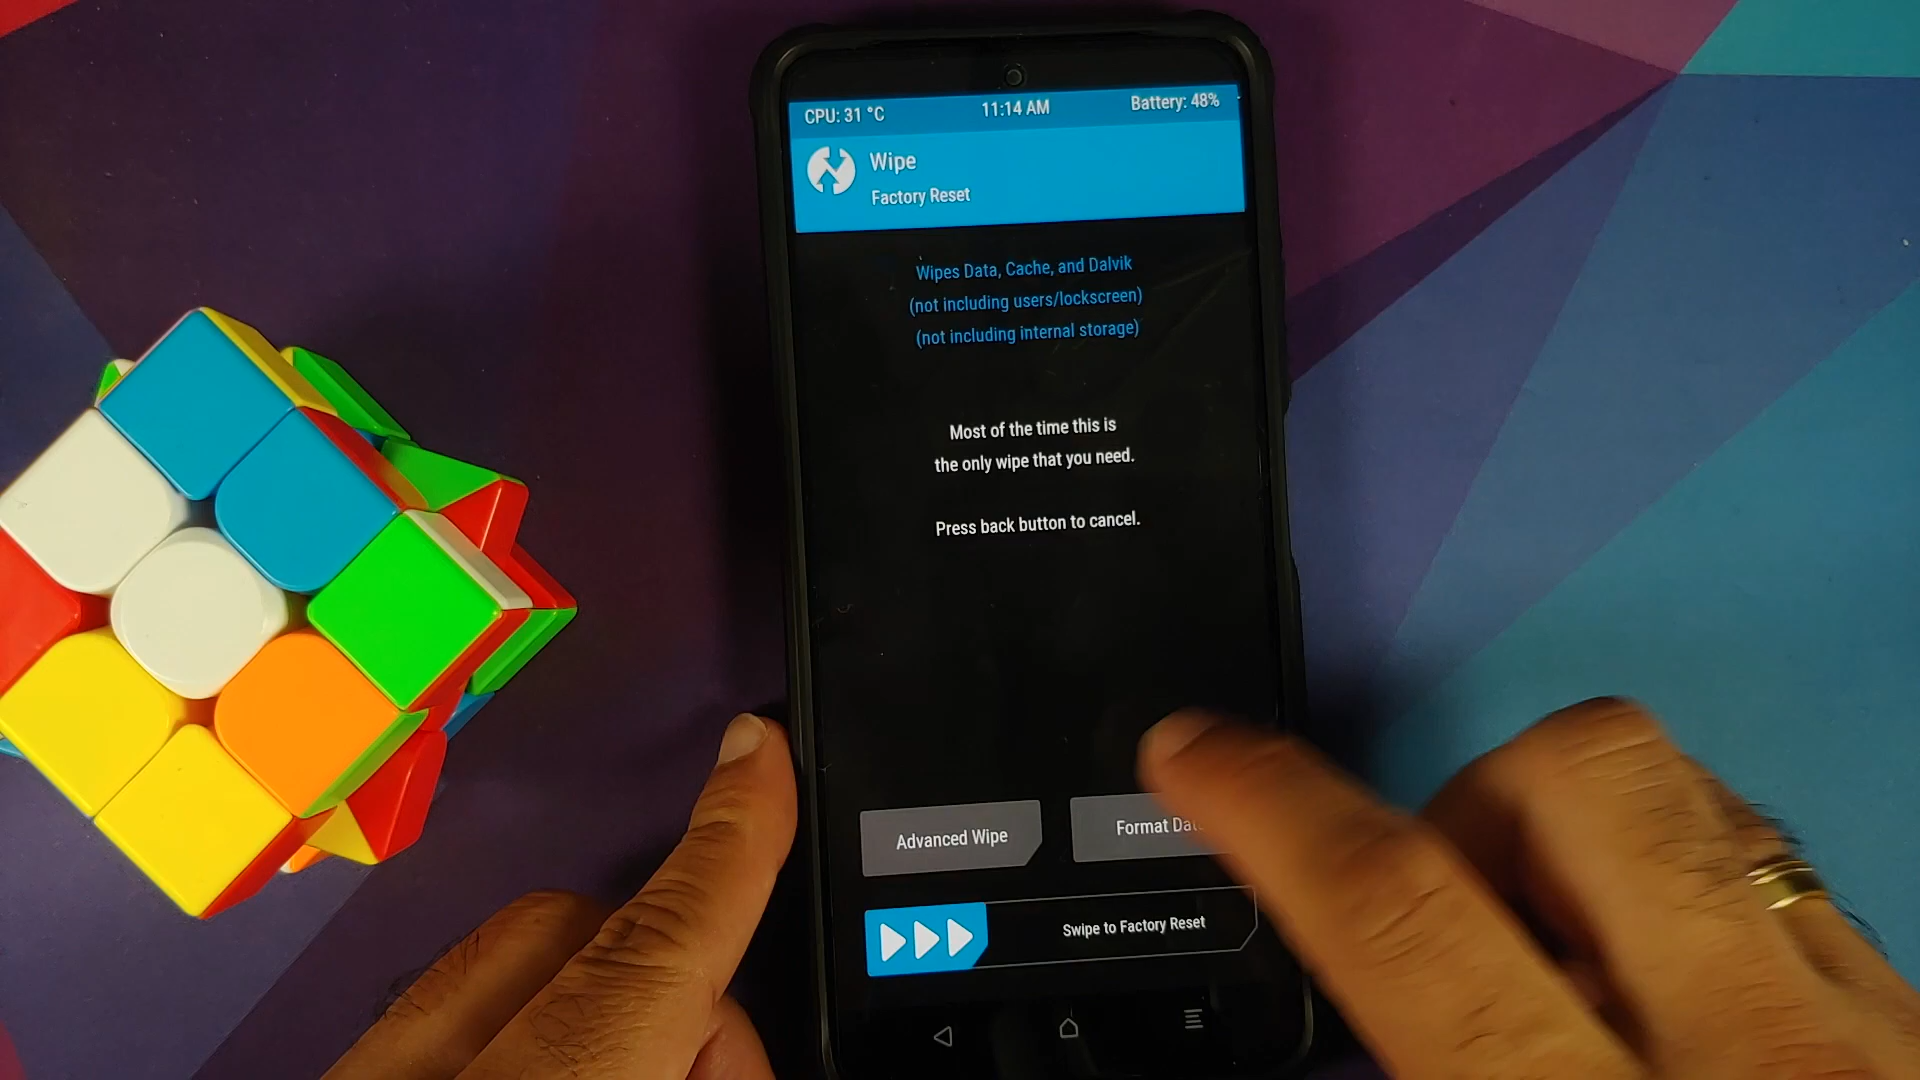 CPU: 31 °C 11:14 AM Battery: 48%
Wipe
Factory Reset
Wipes Data, Cache, and Dalvik
(not including users/lockscreen)
(not including internal storage)
Most of the time this is
the only wipe that you need.
Press back button to cancel.
Advanced Wipe Format
Swipe to Factory Reset